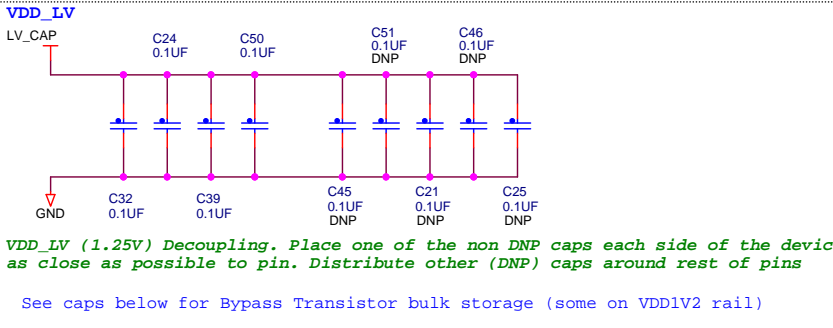 VDD_LV
LV_CAP
C24
0.1UF
C50
0.1UF
C51
0.1UF
DNP
C46
0.1UF
DNP
GND
C32
0.1UF
C39
0.1UF
C45
0.1UF
DNP
C21
0.1UF
DNP
C25
0.1UF
DNP
VDD_LV (1.25V) Decoupling. Place one of the non DNP caps each side of the devic
as close as possible to pin. Distribute other (DNP) caps around rest of pins
See caps below for Bypass Transistor bulk storage (some on VDD1V2 rail)